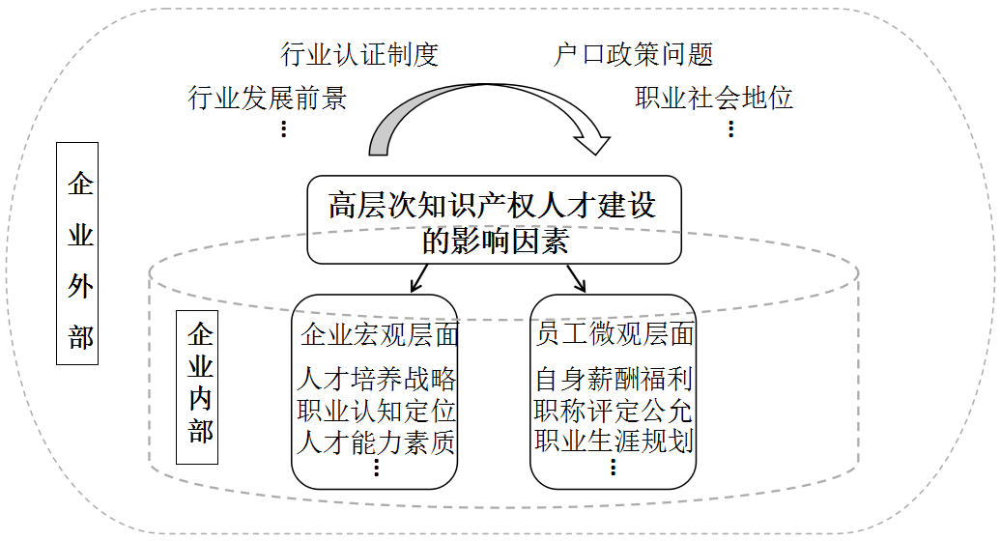 行业认证制度
户口政策问题
行业发展前景
职业社会地位
企业外部
高层次知识产权人才建设
的影响因素
企业内部
企业宏观层面
人才培养战略
职业认知定位
人才能力素质
员工微观层面
自身薪酬福利
职称评定公允
职业生涯规划